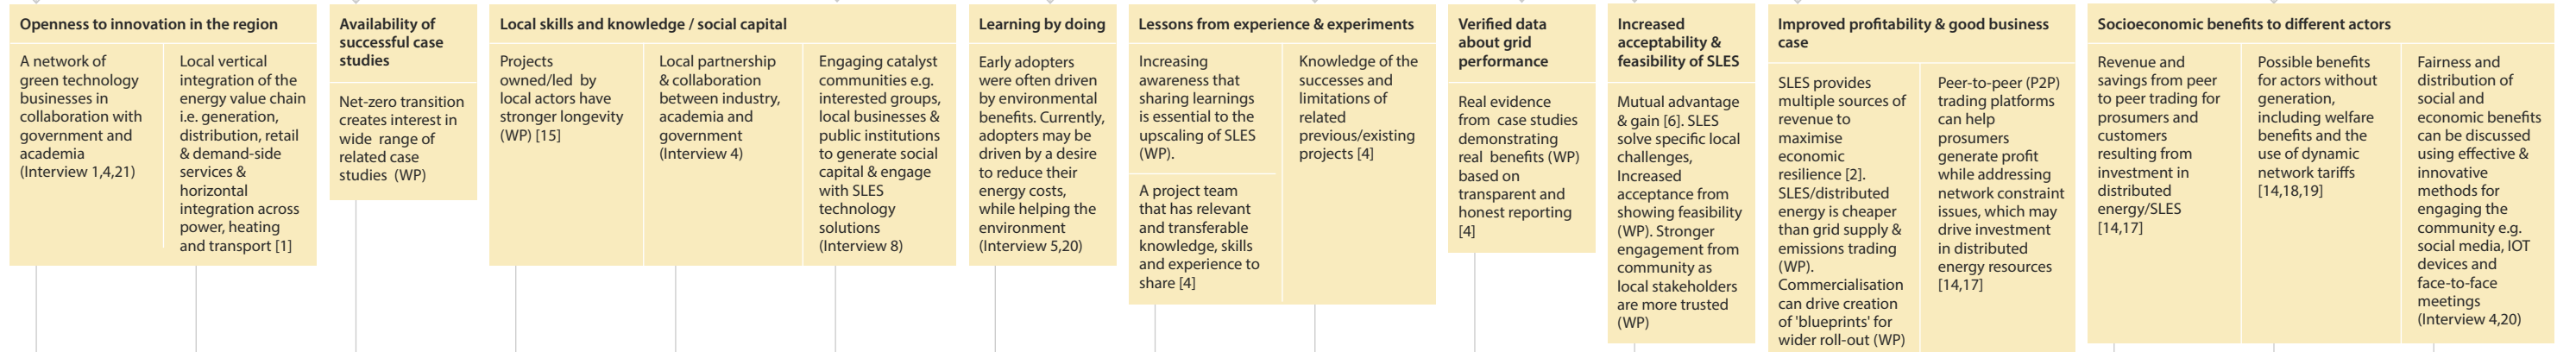 Openness to innovation in the region
A network of
green technology
businesses in
collaboration with
government and
academia
(Interview 1,4,21)
Local vertical
integration of the
energy value chain
i.e. generation,
distribution, retail
& demand-side
services &
horizontal
integration across
power, heating
and transport [1]
Availability of
successful case
studies
Net-zero transition
creates interest in
wide range of
related case
studies (WP)
Local skills and knowledge / social capital
Projects
owned/led by
local actors have
stronger longevity
(WP) [15]
Local partnership
& collaboration
between industry,
academia and
government
(Interview 4)
Engaging catalyst
communities e.g.
interested groups,
local businesses &
public institutions
to generate social
capital & engage
with SLES
technology
solutions
(Interview 8)
Learning by doing
Early adopters
were often driven
by environmental
benefits. Currently,
adopters may be
driven by a desire
to reduce their
energy costs,
while helping the
environment
(Interview 5,20)
Lessons from experience & experiments
Increasing
awareness that
sharing learnings
is essential to the
upscaling of SLES
(WP).
A project team
that has relevant
and transferable
knowledge, skills
and experience to
share [4]
Knowledge of the
successes and
limitations of
related
previous/existing
projects [4]
Verified data
about grid
performance
Real evidence
from case studies
demonstrating
real benefits (WP)
based on
transparent and
honest reporting
[4]
Increased
acceptability &
feasibility of SLES
Mutual advantage
& gain [6]. SLES
solve specific local
challenges,
Increased
acceptance from
showing feasibility
(WP). Stronger
engagement from
community as
local stakeholders
are more trusted
(WP)
Improved profitability & good business
case
SLES provides
multiple sources of
revenue to
maximise
economic
resilience [2].
SLES/distributed
energy is cheaper
than grid supply &
emissions trading
(WP).
Commercialisation
can drive creation
of 'blueprints' for
wider roll-out (WP)
Peer-to-peer (P2P)
trading platforms
can help
prosumers
generate profit
while addressing
network constraint
issues, which may
drive investment
in distributed
energy resources
[14,17]
Socioeconomic benefits to different actors
Revenue and
savings from peer
to peer trading for
prosumers and
customers
resulting from
investment in
distributed
energy/SLES
[14,17]
Possible benefits
for actors without
generation,
including welfare
benefits and the
use of dynamic
network tariffs
[14,18,19]
Fairness and
distribution of
social and
economic benefits
can be discussed
using effective &
innovative
methods for
engaging the
community e.g.
social media, IOT
devices and
face-to-face
meetings
(Interview 4,20)